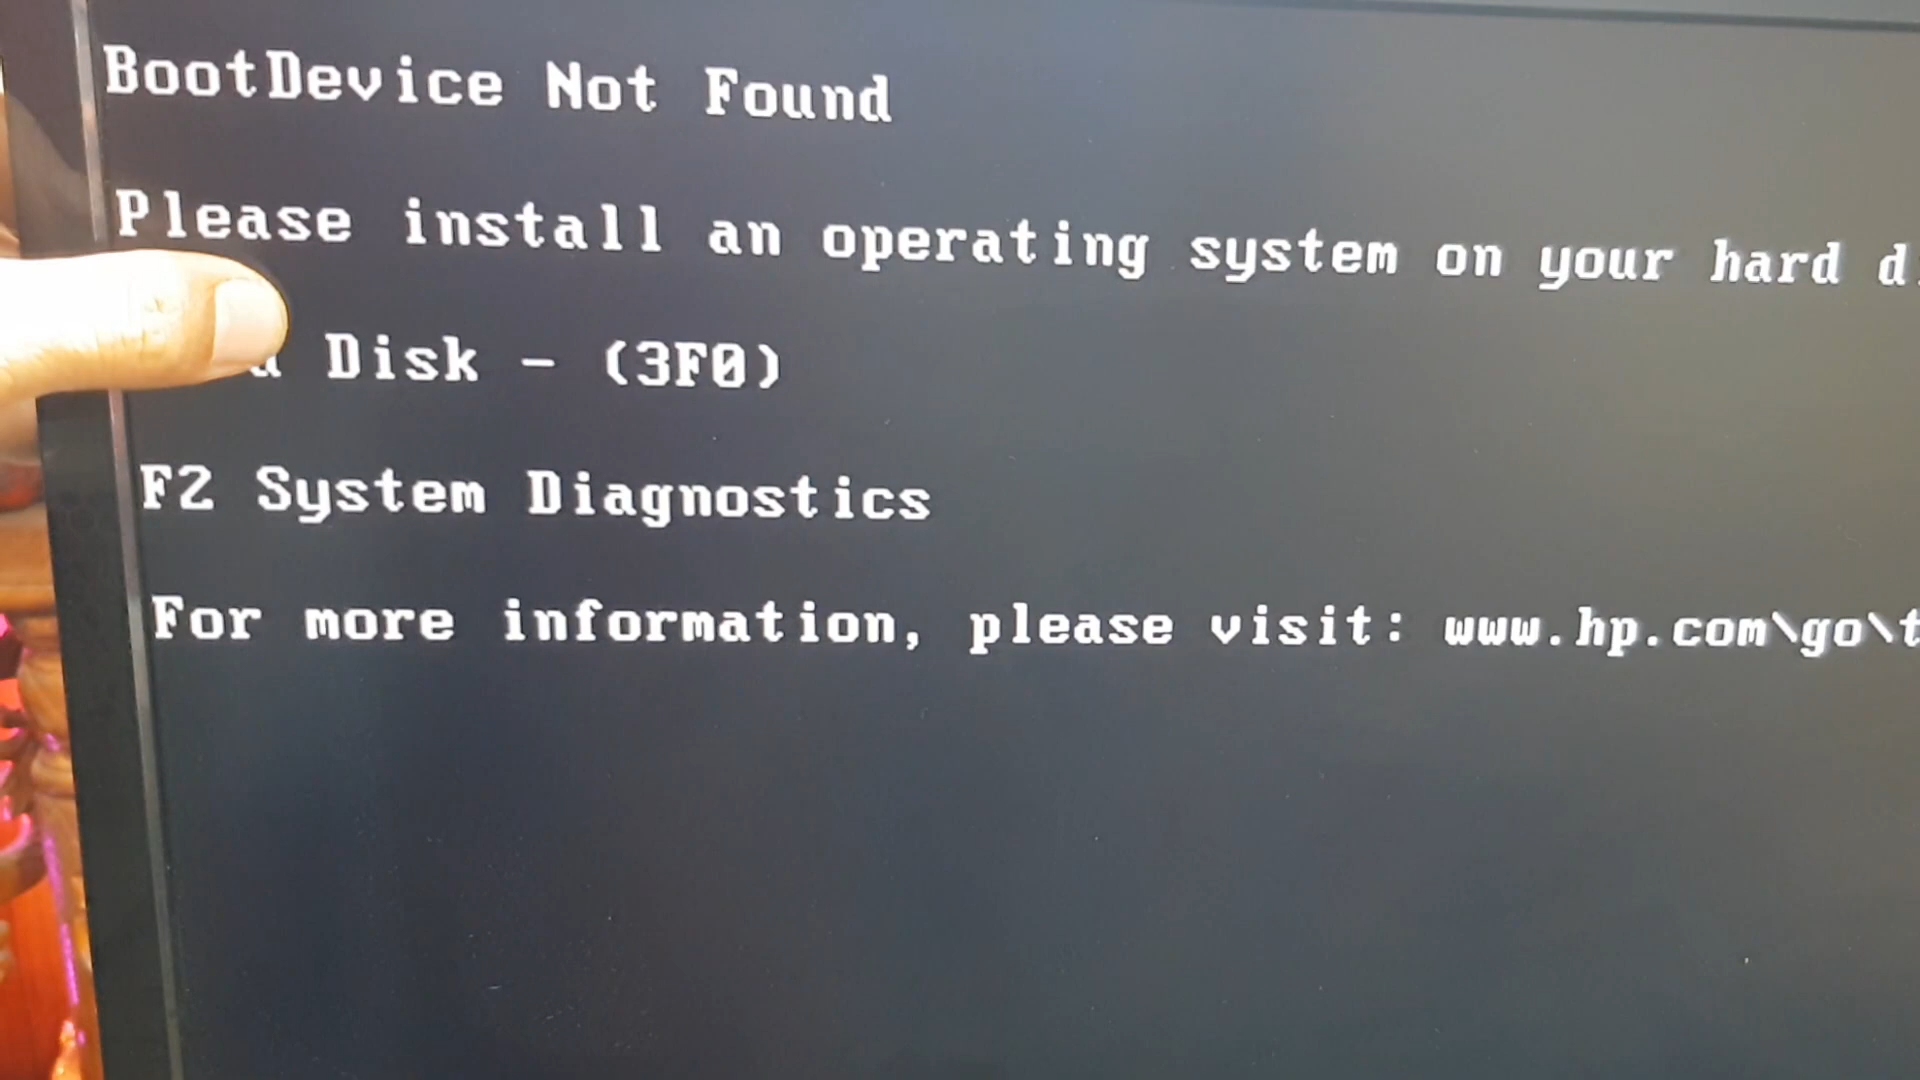 BootDevice Not Found
Please install an operating system on your hard
Disk - (3F0)
F2 System Diagnostics
For more information, please visit: www.hp.com\go\t